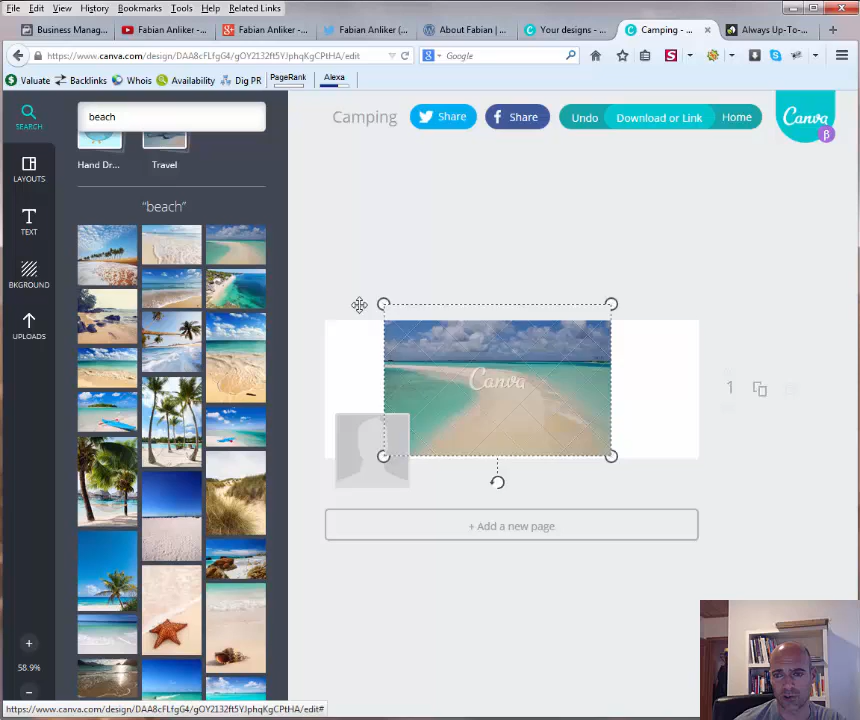 File Edit View History Bookmarks Tools Help Related Links
Business Manag...
Fabian Anliker -...
Fabian Anliker
Fabian Anliker (...
About Fabian | ...
Your designs - ...
Camping - ...
Always Up-To-...
https://www.canva.com/design/DAA8cFLfgG4/gOY2132ft5YJphqKgCPtHA/edit
Google
Valuate Backlinks Whois Availability Dig PR PageRank Alexa
SEARCH
LAYOUTS
TEXT
BKGROUND
UPLOADS
58.9%
beach
Hand Dr... Travel
"beach"
Camping
Share
Share
Undo Download or Link Home
Canva
β
Canva
1
+ Add a new page
https://www.canva.com/design/DAA8cFLfgG4/gOY2132ft5YJphqKgCPtHA/edit#